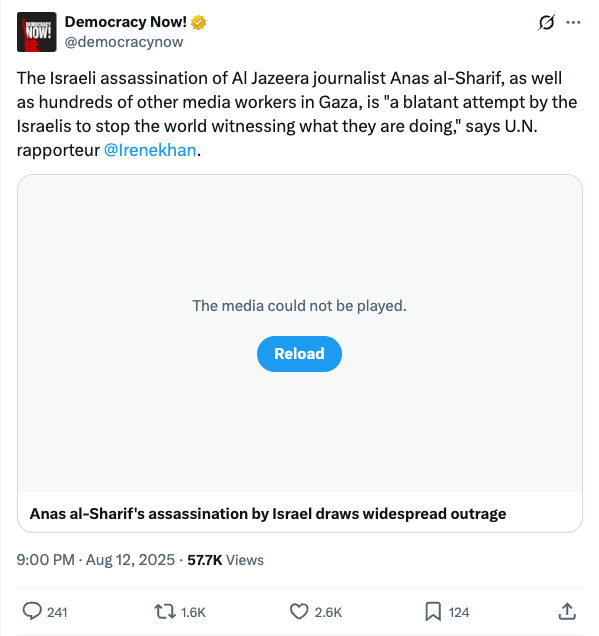 DEMOCRACY
NOW!
Democracy Now!
@democracynow
The Israeli assassination of Al Jazeera journalist Anas al-Sharif, as well
as hundreds of other media workers in Gaza, is "a blatant attempt by the
Israelis to stop the world witnessing what they are doing," says U.N.
rapporteur @Irenekhan.
The media could not be played.
Reload
Anas al-Sharif's assassination by Israel draws widespread outrage
9:00 PM · Aug 12, 2025 · 57.7K Views
241 1.6K 2.6K 124